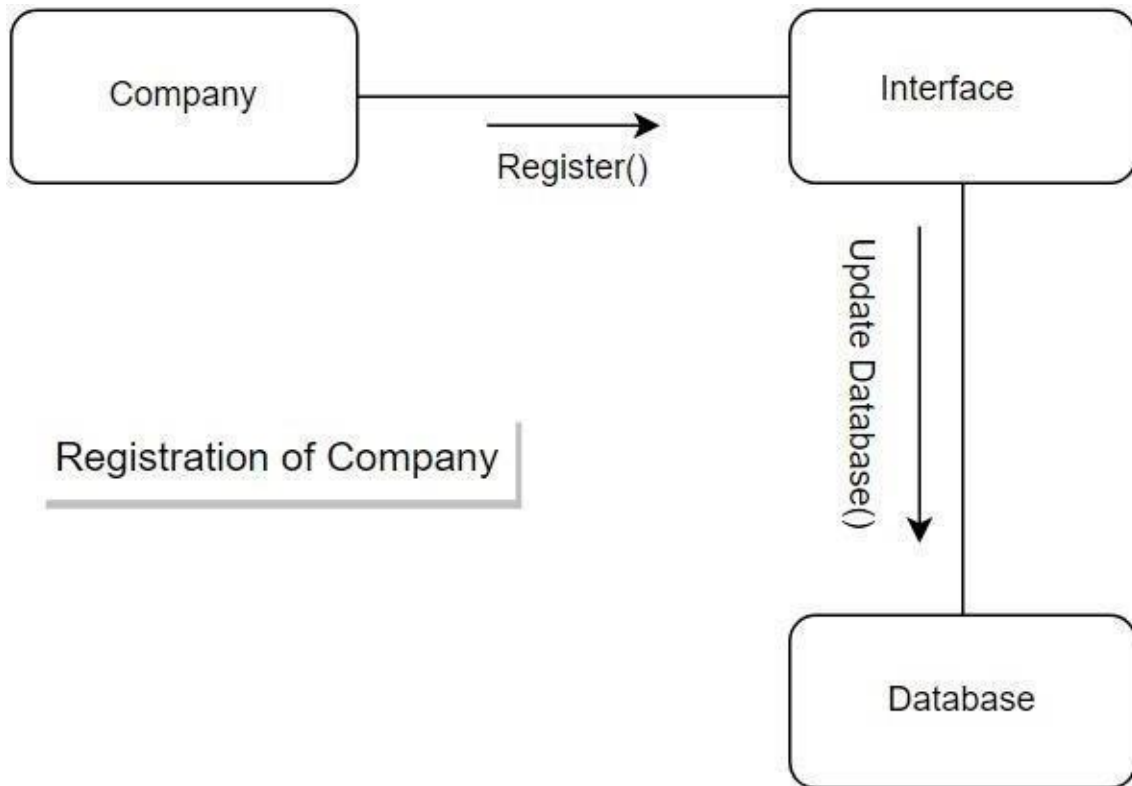 Company
Interface
Register()
Update Database()
Registration of Company
Database